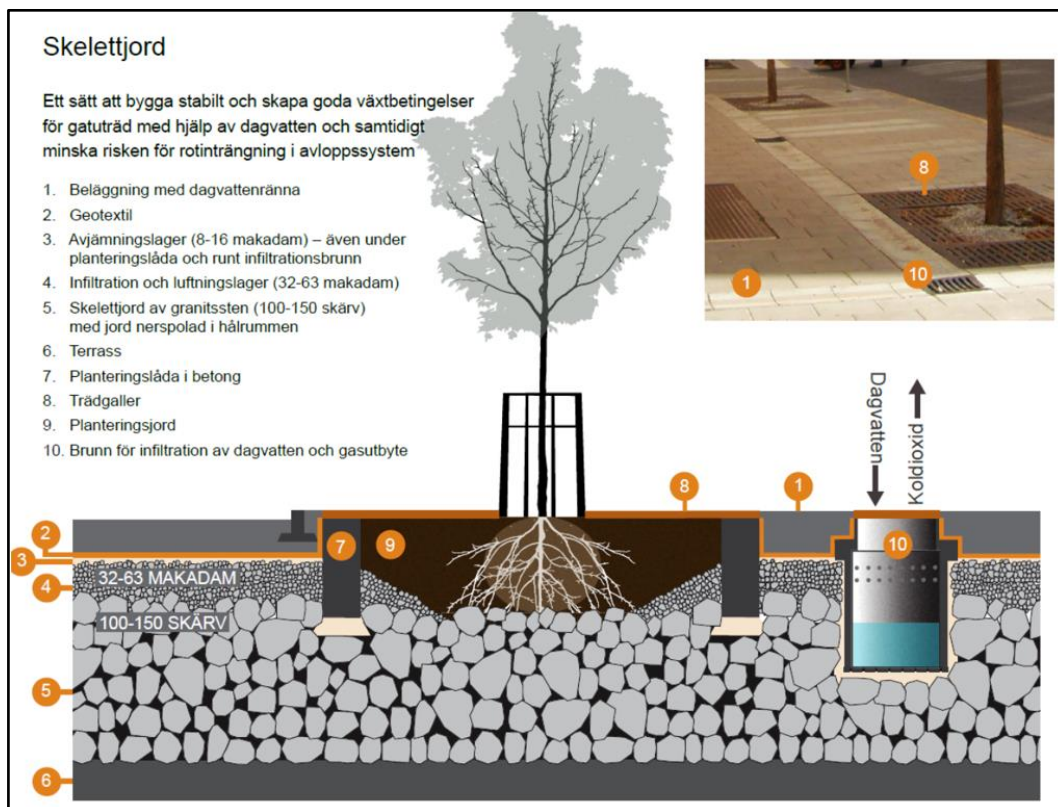 Skelettjord
Ett sätt att bygga stabilt och skapa goda växtbetingelser
för gatuträd med hjälp av dagvatten och samtidigt
minska risken för rotinträngning i avloppssystem
1. Beläggning med dagvattenränna
2. Geotextil
3. Avjämningslager (8-16 makadam) – även under
planteringslåda och runt infiltrationsbrunn
4. Infiltration och luftningslager (32-63 makadam)
5. Skelettjord av granitssten (100-150 skärv)
med jord nerspolad i hålrummen
6. Terrass
7. Planteringslåda i betong
8. Trädgaller
9. Planteringsjord
10. Brunn för infiltration av dagvatten och gasutbyte
8
1
10
Dagvatten
Koldioxid
8
1
2
7
9
10
3
4
32-63 MAKADAM
100-150 SKÄRV
5
6